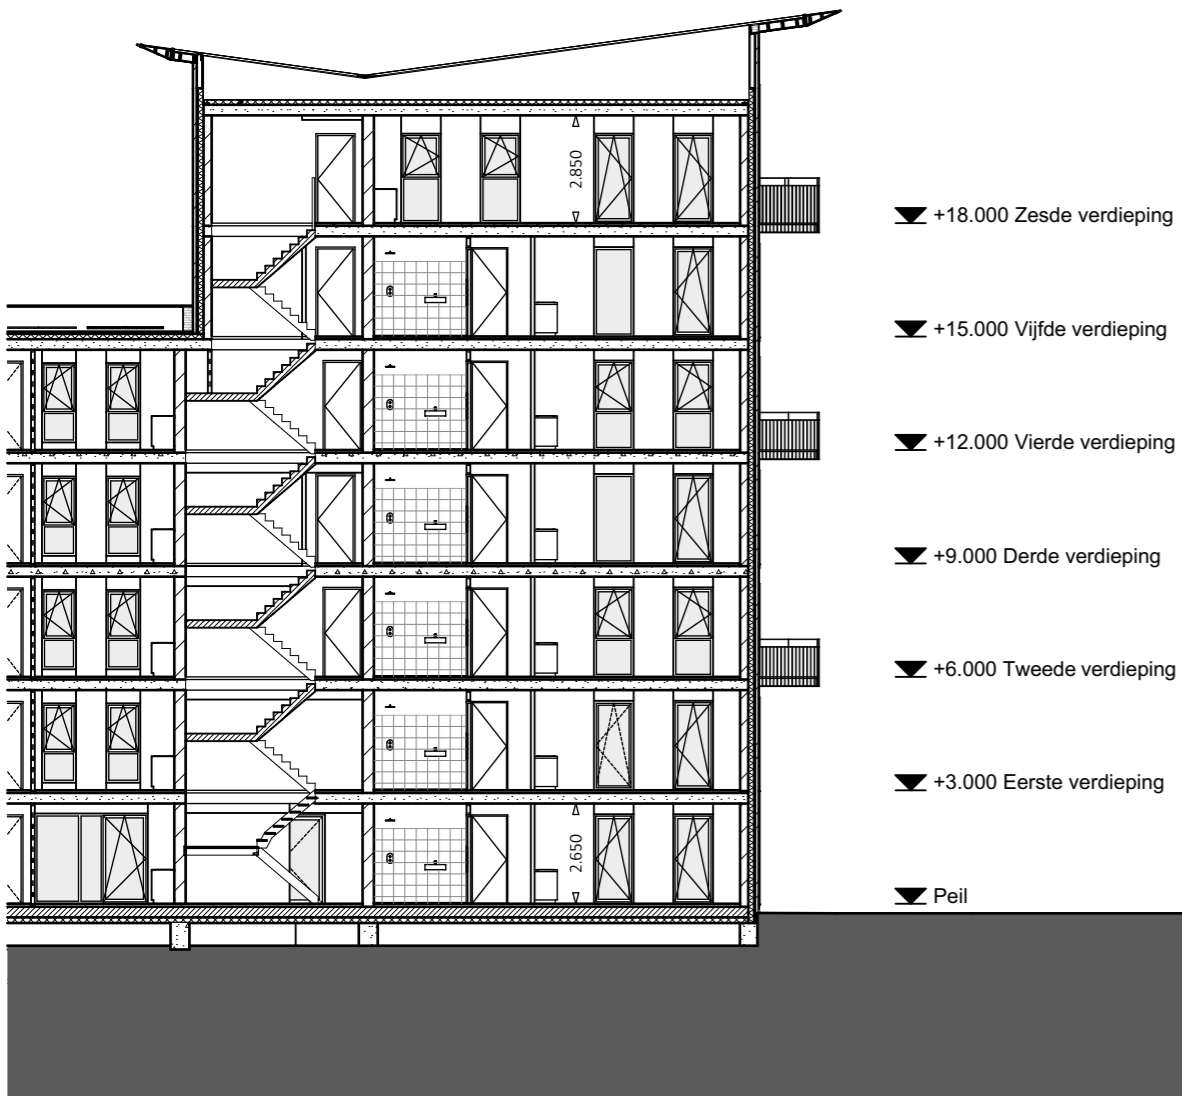 2.850
+18.000 Zesde verdieping
+15.000 Vijfde verdieping
+12.000 Vierde verdieping
+9.000 Derde verdieping
+6.000 Tweede verdieping
+3.000 Eerste verdieping
2.650
Peil